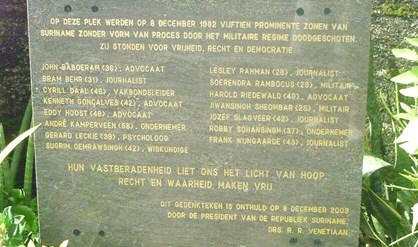 OP DEZE PLEK WERDEN OP 8 DECEMBER 1982 VIJFTIEN PROMINENTE ZONEN VAN
SURINAME ZONDER VORM VAN PROCES DOOR HET MILITAIRE REGIME DOODGESCHOTEN.
ZIJ STONDEN VOOR VRIJHEID, RECHT EN DEMOCRATIE
JOHN BABOERAM (36), ADVOCAAT
BRAM BEHR (31), JOURNALIST
CYRILL DAAL (46), VAKBONDSLEIDER
KENNETH GONÇALVES (42), ADVOCAAT
EDDY HOOST (48), ADVOCAAT
ANDRÉ KAMPERVEEN (58), ONDERNEMER
GERARD LECKIE (39), PSYCHOLOOG
SUGRIM OEMRAWSINGH (42), WISKUNDIGE
LESLEY RAHMAN (28), JOURNALIST
SOERENDRA RAMBOCUS (29), MILITAIR
HAROLD RIEDEWALD (49), ADVOCAAT
JIWANSINGH SHEOMBAR (25), MILITAIR
JOZEF SLAGVEER (42), JOURNALIST
ROBBY SOHANSINGH (37), ONDERNEMER
FRANK WIJNGAARDE (43), JOURNALIST
HUN VASTBERADENHEID LIET ONS HET LICHT VAN HOOP.
RECHT EN WAARHEID MAKEN VRIJ
DIT GEDENKTEKEN IS ONTHULD OP 8 DECEMBER 2009
DOOR DE PRESIDENT VAN DE REPUBLIEK SURINAME,
DRS. R. R. VENETIAAN